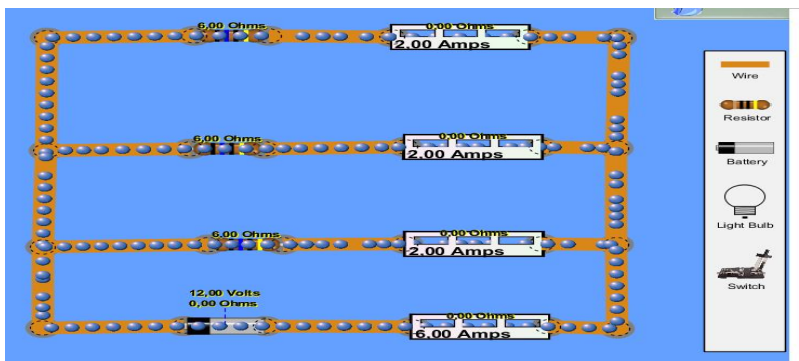 6,00 Ohms
0,00 Ohms
2.00 Amps
6,00 Ohms
0,00 Ohms
2.00 Amps
6,00 Ohms
0,00 Ohms
2.00 Amps
12,00 Volts
0,00 Ohms
0,00 Ohms
6.00 Amps
Wire
Resistor
Battery
Light Bulb
Switch